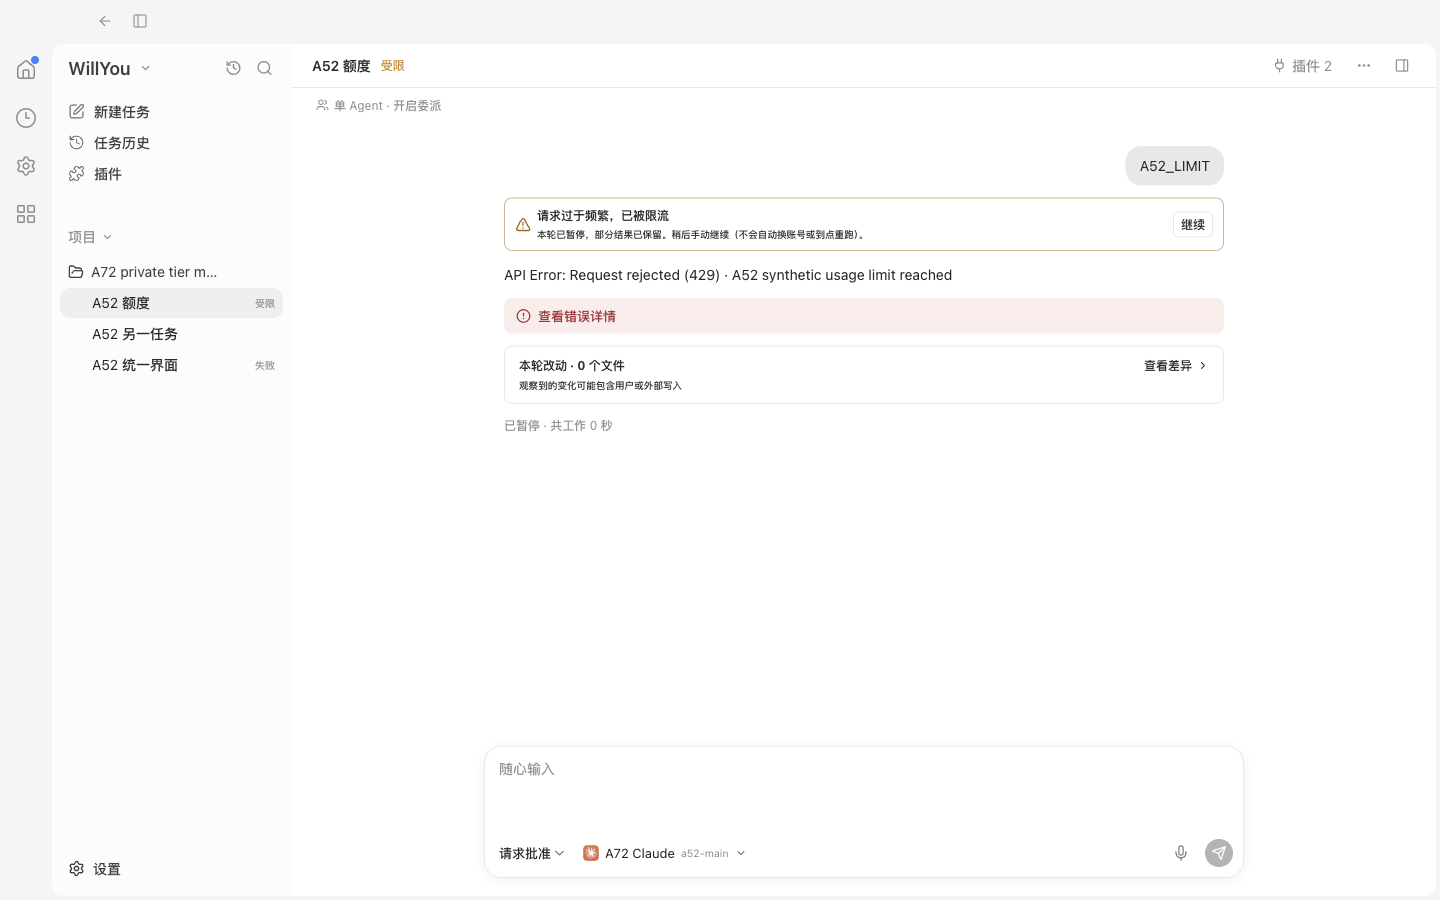 WillYou
新建任务
任务历史
插件
项目
A72 private tier m...
A52 额度 受限
A52 另一任务
A52 统一界面 失败
设置
A52 额度 受限
插件 2
单 Agent · 开启委派
A52_LIMIT
请求过于频繁，已被限流
本轮已暂停，部分结果已保留。稍后手动继续（不会自动换账号或到点重跑）。
继续
API Error: Request rejected (429) · A52 synthetic usage limit reached
查看错误详情
本轮改动 · 0 个文件
查看差异
观察到的变化可能包含用户或外部写入
已暂停 · 共工作 0 秒
随心输入
请求批准
A72 Claude a52-main